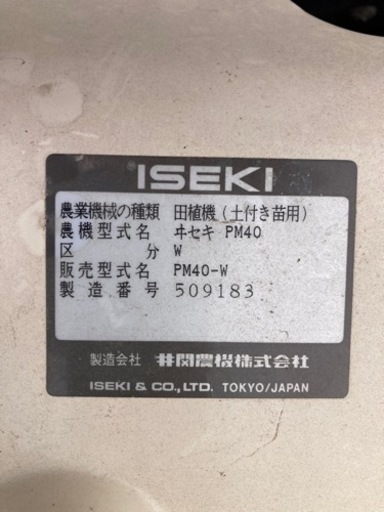 ISEKI
農業機械の種類 田植機(土付き苗用)
農機型式名 ヰセキ PM40
区分 W
販売型式名 PM40-W
製造番号 509183
製造会社 井関農機株式会社
ISEKI & CO., LTD. TOKYO/JAPAN